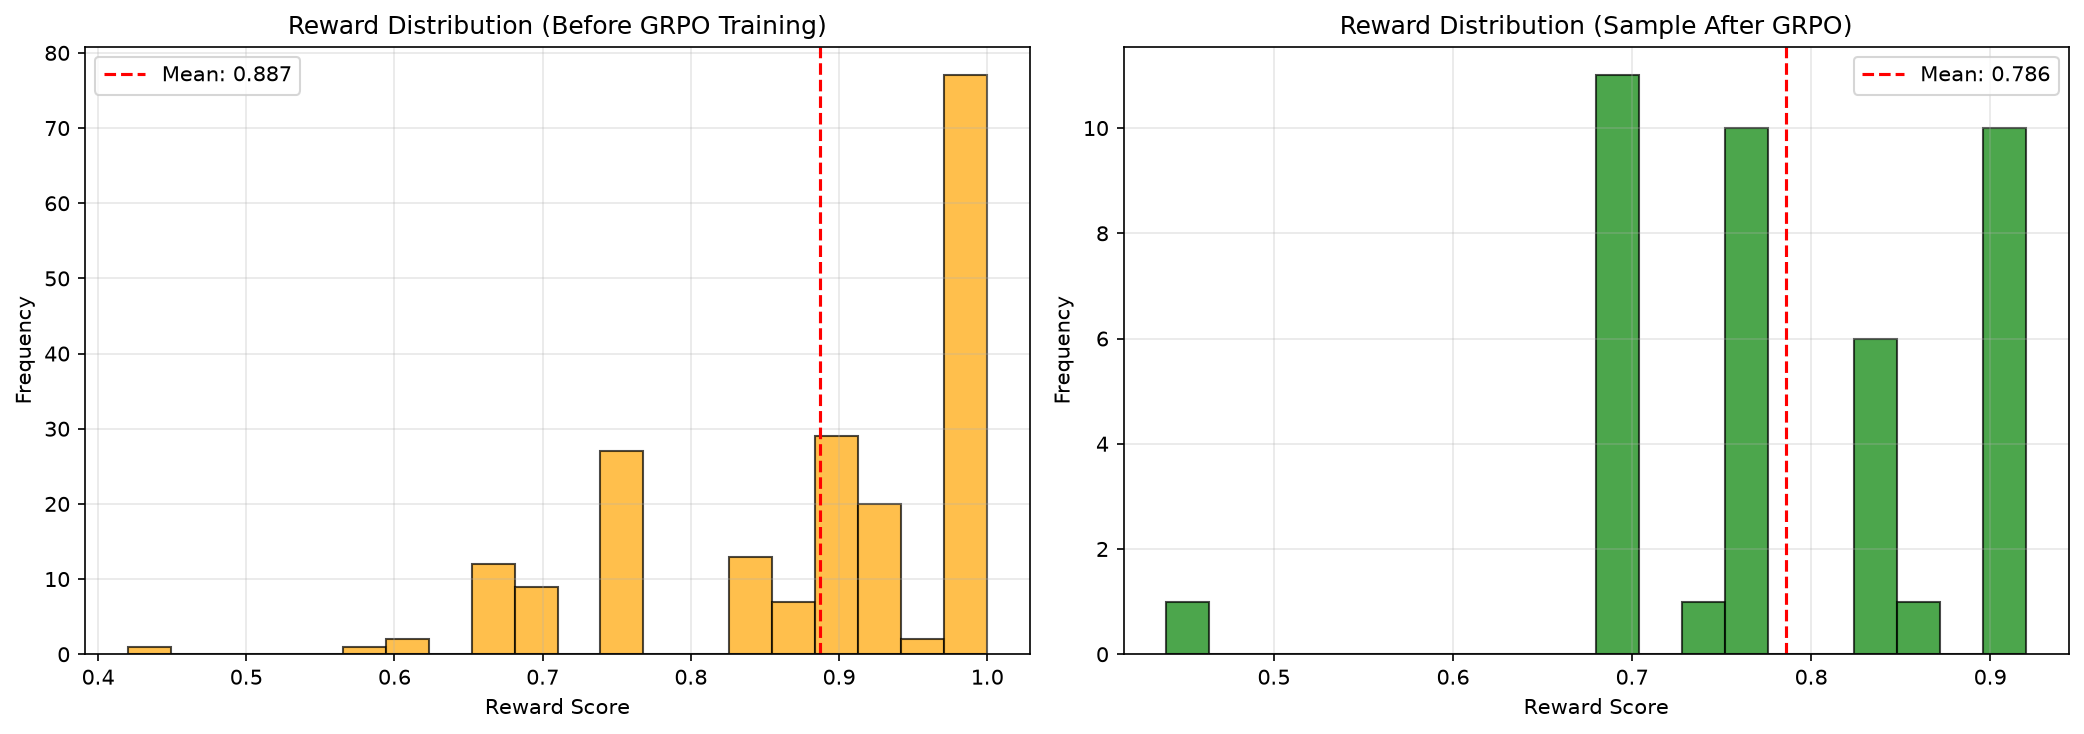 Reward Distribution (Before GRPO Training)
Mean: 0.887
80
70
60
50
40
30
20
10
0
Frequency
0.4 0.5 0.6 0.7 0.8 0.9 1.0
Reward Score
Reward Distribution (Sample After GRPO)
Mean: 0.786
10
8
6
4
2
0
Frequency
0.5 0.6 0.7 0.8 0.9
Reward Score